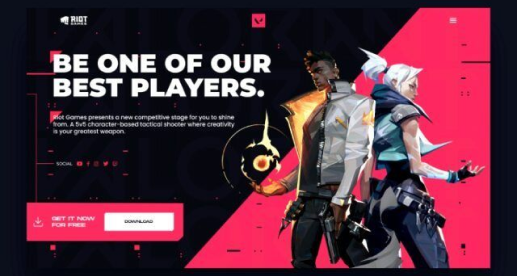 RIOT
GAMES
BE ONE OF OUR
BEST PLAYERS.
Riot Games presents a new competitive stage for you to shine
from. A 5v5 character-based tactical shooter where creativity
is your greatest weapon.
SOCIAL
GET IT NOW
FOR FREE
DOWNLOAD